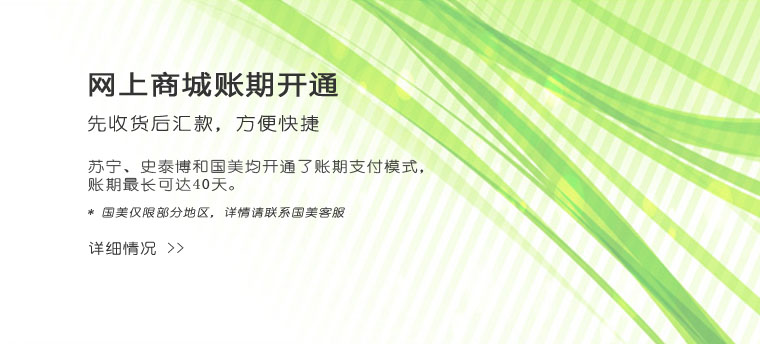 网上商城账期开通
先收货后汇款，方便快捷
苏宁、史泰博和国美均开通了账期支付模式，
账期最长可达40天。
* 国美仅限部分地区，详情请联系国美客服
详细情况 >>